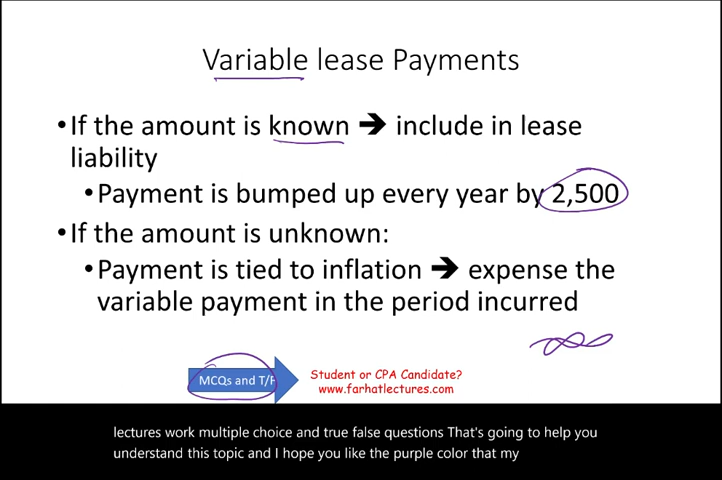 Variable lease Payments
•If the amount is known ➔ include in lease
liability
•Payment is bumped up every year by 2,500
•If the amount is unknown:
•Payment is tied to inflation ➔ expense the
variable payment in the period incurred
MCQs and T/F
Student or CPA Candidate?
www.farhatlectures.com
lectures work multiple choice and true false questions That's going to help you
understand this topic and I hope you like the purple color that my